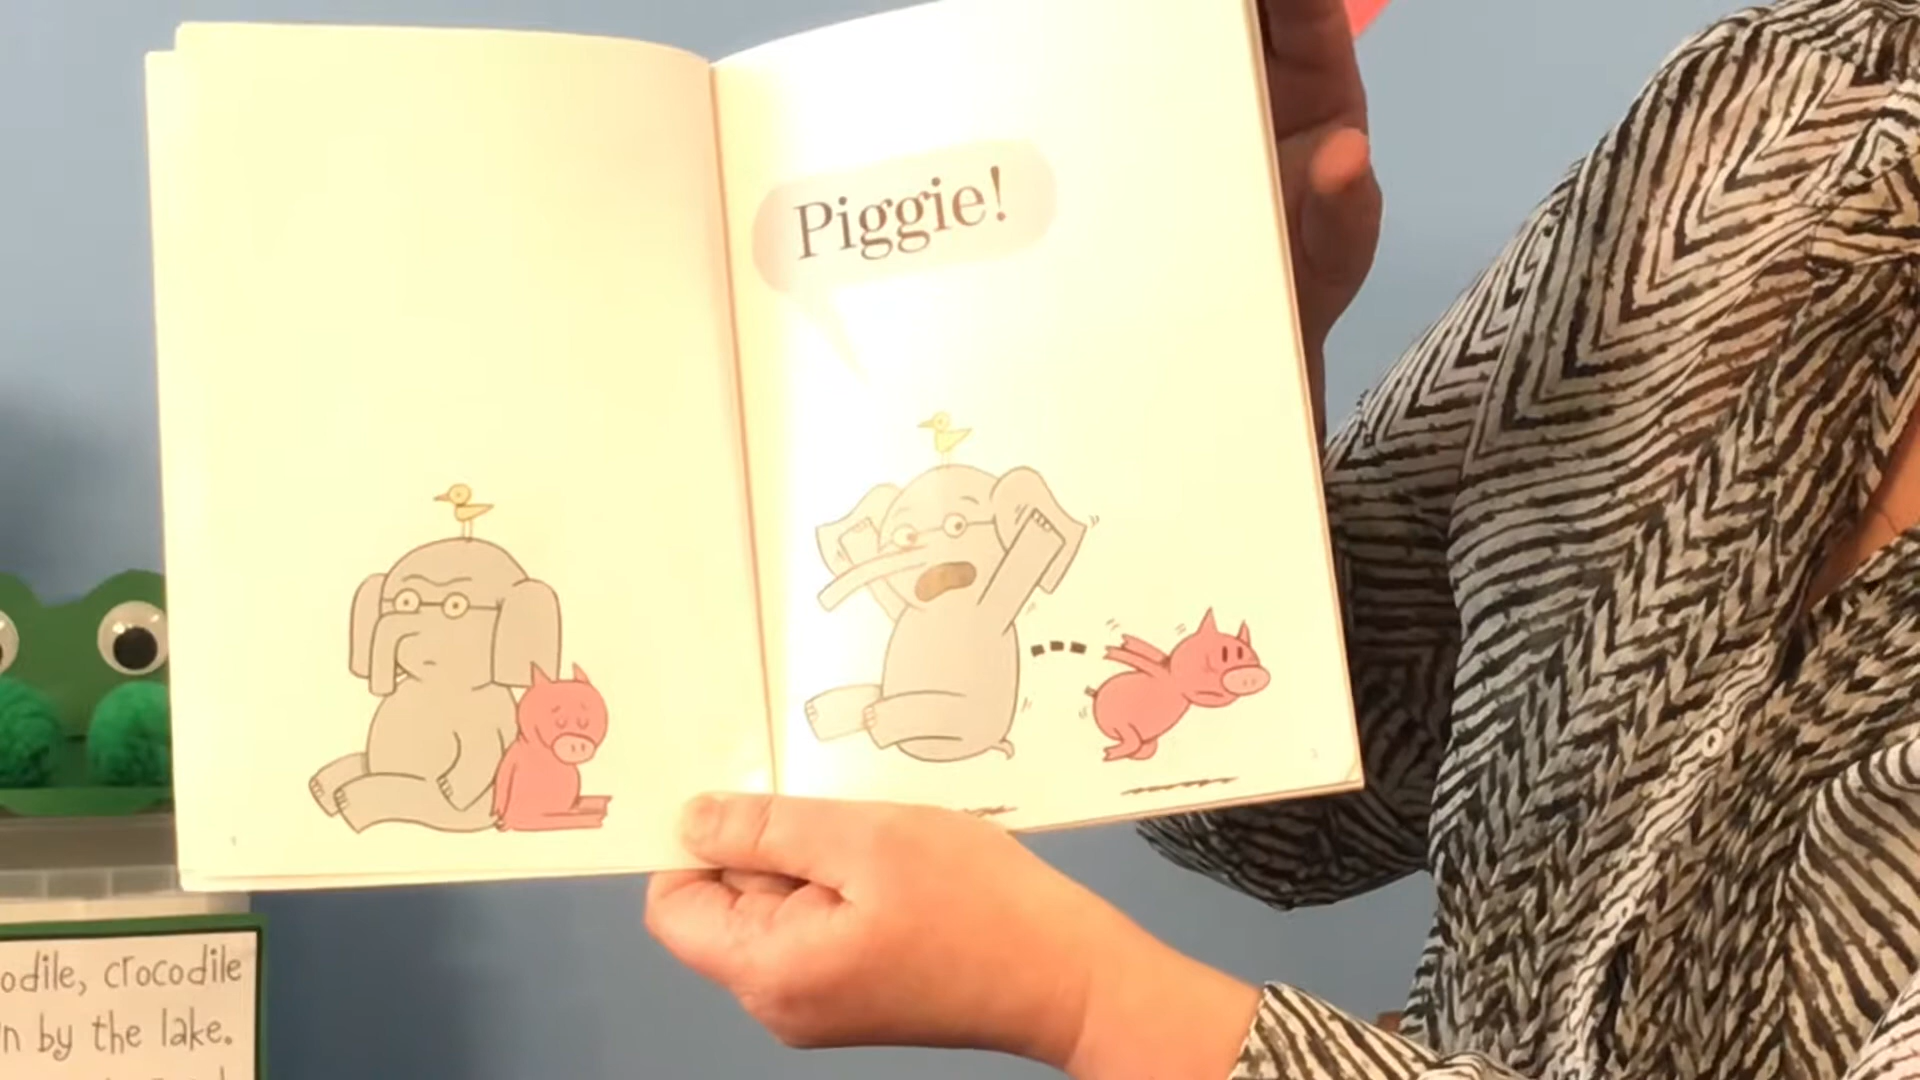 Piggie!
odile, crocodile
n by the lake.